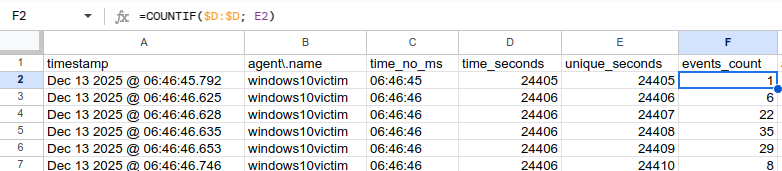 F2 fx =COUNTIF($D:$D; E2)
A B C D E F
1 timestamp agent\.name time_no_ms time_seconds unique_seconds events_count
2 Dec 13 2025 @ 06:46:45.792 windows10victim 06:46:45 24405 24405 1
3 Dec 13 2025 @ 06:46:46.625 windows10victim 06:46:46 24406 24406 6
4 Dec 13 2025 @ 06:46:46.628 windows10victim 06:46:46 24406 24407 22
5 Dec 13 2025 @ 06:46:46.635 windows10victim 06:46:46 24406 24408 35
6 Dec 13 2025 @ 06:46:46.653 windows10victim 06:46:46 24406 24409 29
7 Dec 13 2025 @ 06:46:46.746 windows10victim 06:46:46 24406 24410 8